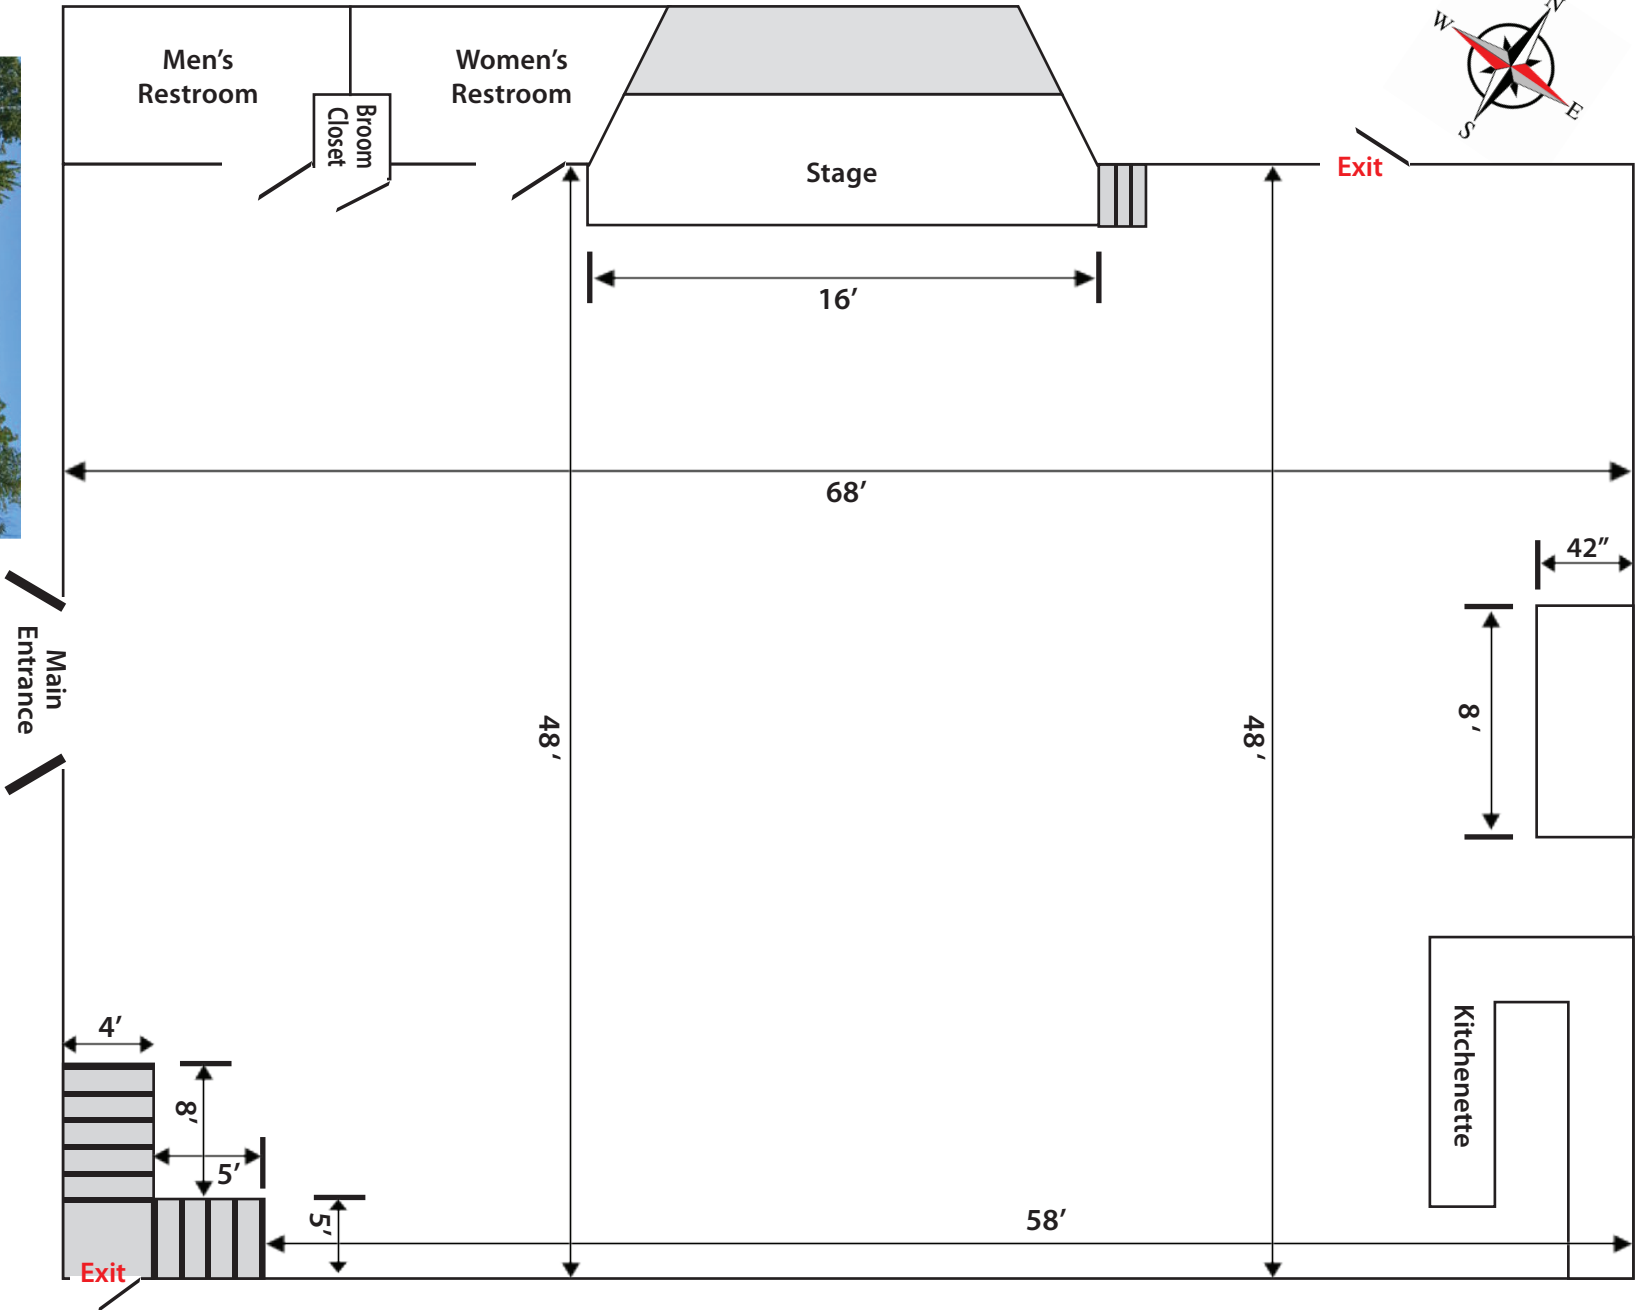 Men’s
Restroom
Women’s
Restroom
Broom
Closet
Stage
N
W
E
S
Exit
16’
68’
42”
Main
Entrance
48’
48’
8’
4’
8’
5’
5’
58’
Kitchenette
Exit